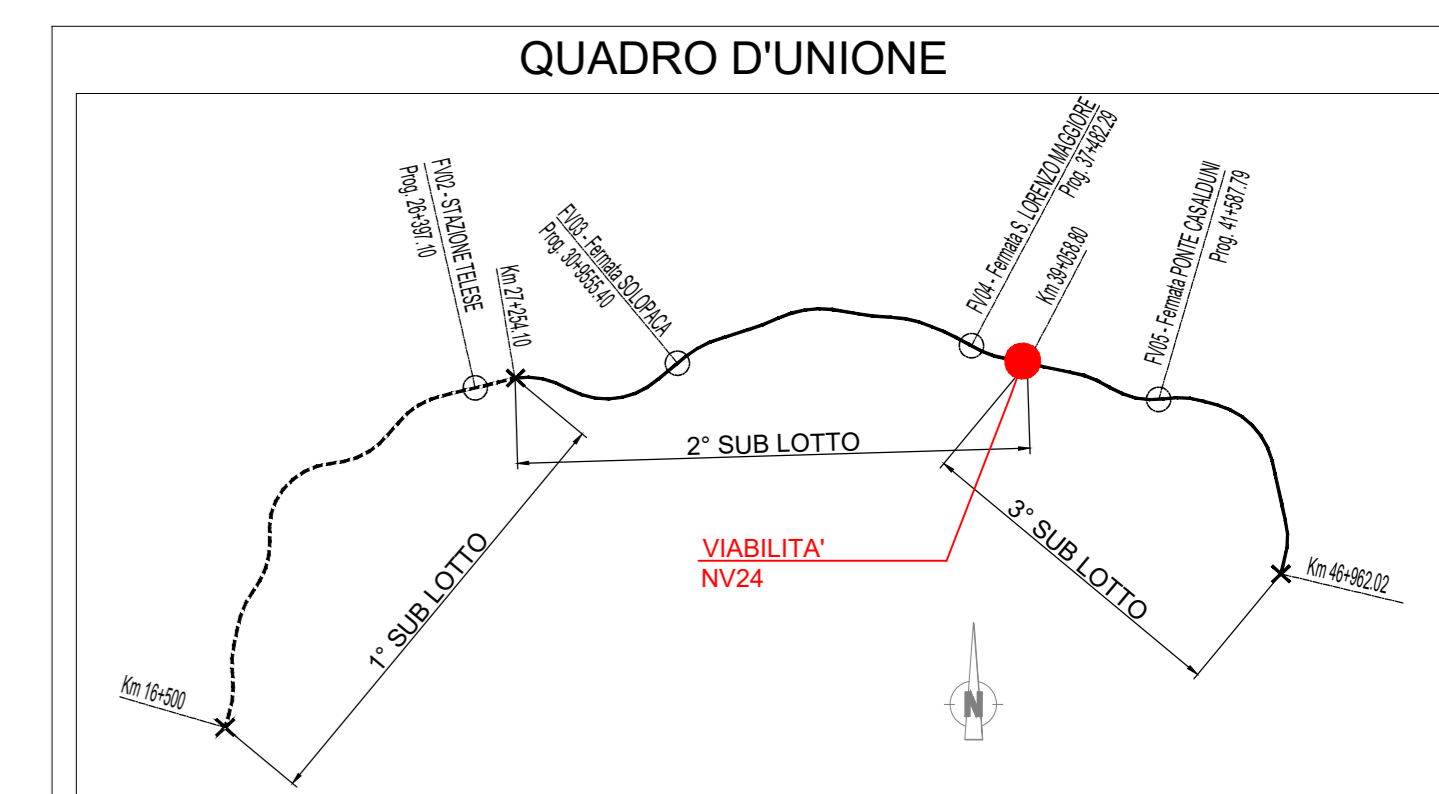 QUADRO D'UNIONE
FV02 - STAZIONE TELESE
Prog. 26+397.10
Km 27+254.10
FV03 - Fermata SOLOPACA
Prog. 30+9555.40
FV04 - Fermata S. LORENZO MAGGIORE
Prog. 37+482.29
Km 39+058.80
FV05 - Fermata PONTE CASALDUNI
Prog. 41+587.79
2° SUB LOTTO
1° SUB LOTTO
3° SUB LOTTO
VIABILITA'
NV24
Km 46+962.02
Km 16+500
N